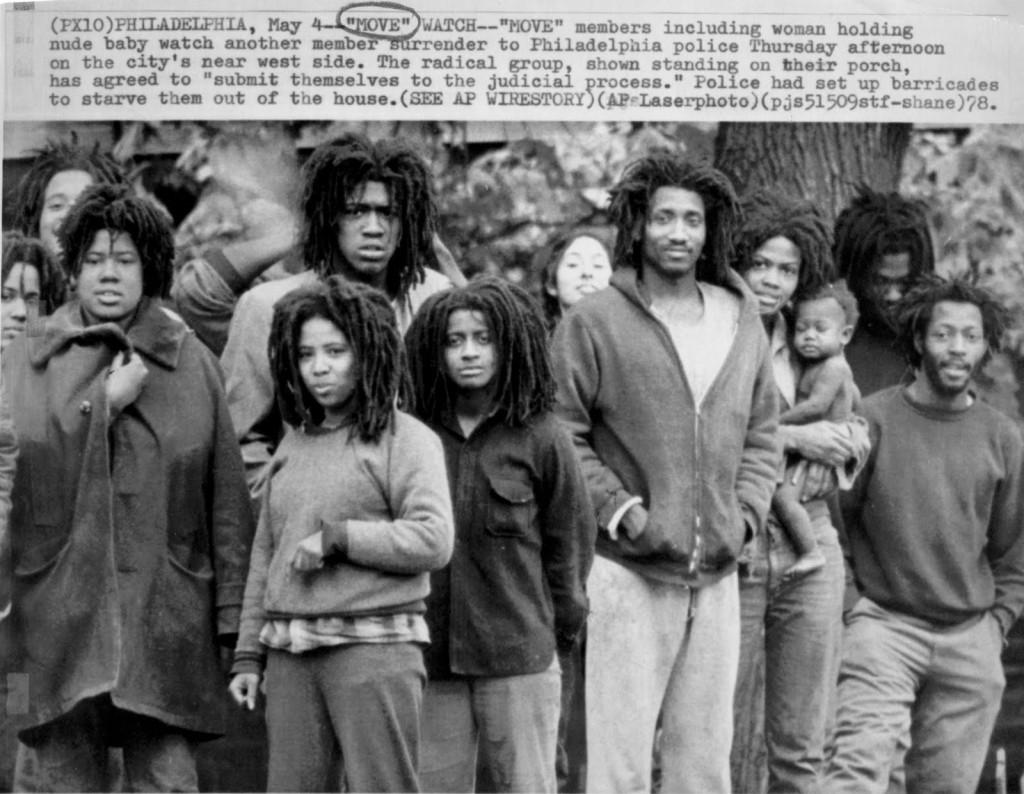 (PX10)PHILADELPHIA, May 4--"MOVE" WATCH--"MOVE" members including woman holding
nude baby watch another member surrender to Philadelphia police Thursday afternoon
on the city's near west side. The radical group, shown standing on their porch,
has agreed to "submit themselves to the judicial process." Police had set up barricades
to starve them out of the house.(SEE AP WIRESTORY)(AP Laserphoto)(pjs51509stf-shane)78.